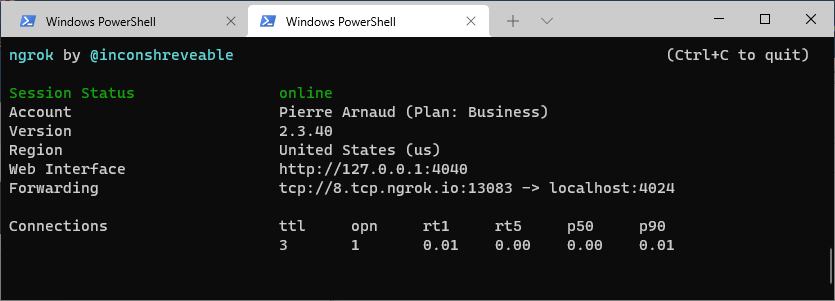 Windows PowerShell Windows PowerShell
ngrok by @inconshreveable (Ctrl+C to quit)
Session Status online
Account Pierre Arnaud (Plan: Business)
Version 2.3.40
Region United States (us)
Web Interface http://127.0.0.1:4040
Forwarding tcp://8.tcp.ngrok.io:13083 -> localhost:4024
Connections ttl opn rt1 rt5 p50 p90
3 1 0.01 0.00 0.00 0.01